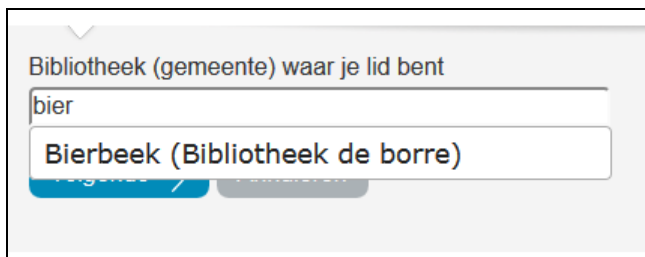 Bibliotheek (gemeente) waar je lid bent
bier
Bierbeek (Bibliotheek de borre)